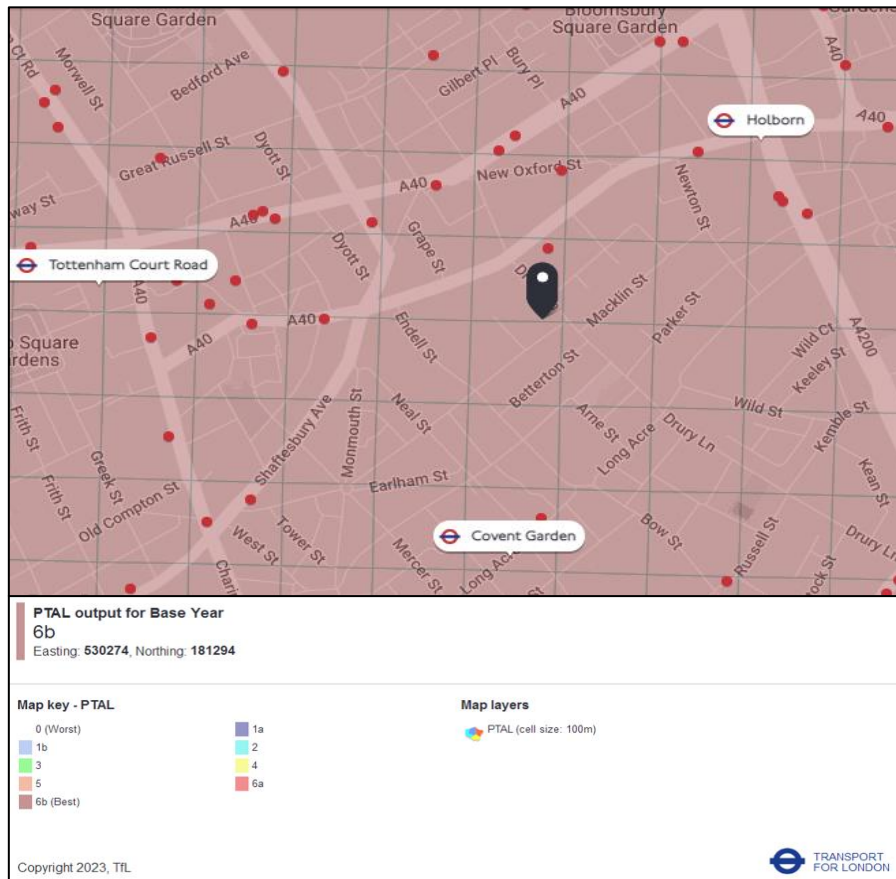 Square Garden
Bloomsbury
Square Garden
Morwell St
Bedford Ave
Gilbert Pl
Bury Pl
A40
A40
Holborn
A40
Great Russell St
Dyott St
A40
New Oxford St
Newton St
way St
A40
Dyott St
Grape St
Tottenham Court Road
A40
A40
A40
Endell St
Macklin St
Parker St
A4200
Wild Ct
Keeley St
Square
Frith St
Greek St
Frith St
Old Compton St
Shaftesbury Ave
Monmouth St
Neal St
Betterton St
Arne St
Long Acre
Drury Ln
Wild St
Kemble St
Kean St
Earlham St
West St
Tower St
Mercer St
Covent Garden
Long Acre
Bow St
Russell St
Drury Ln
PTAL output for Base Year
6b
Easting: 530274, Northing: 181294
Map key - PTAL
Map layers
0 (Worst)
1a
PTAL (cell size: 100m)
1b
2
3
4
5
6a
6b (Best)
Copyright 2023, TfL
TRANSPORT
FOR LONDON